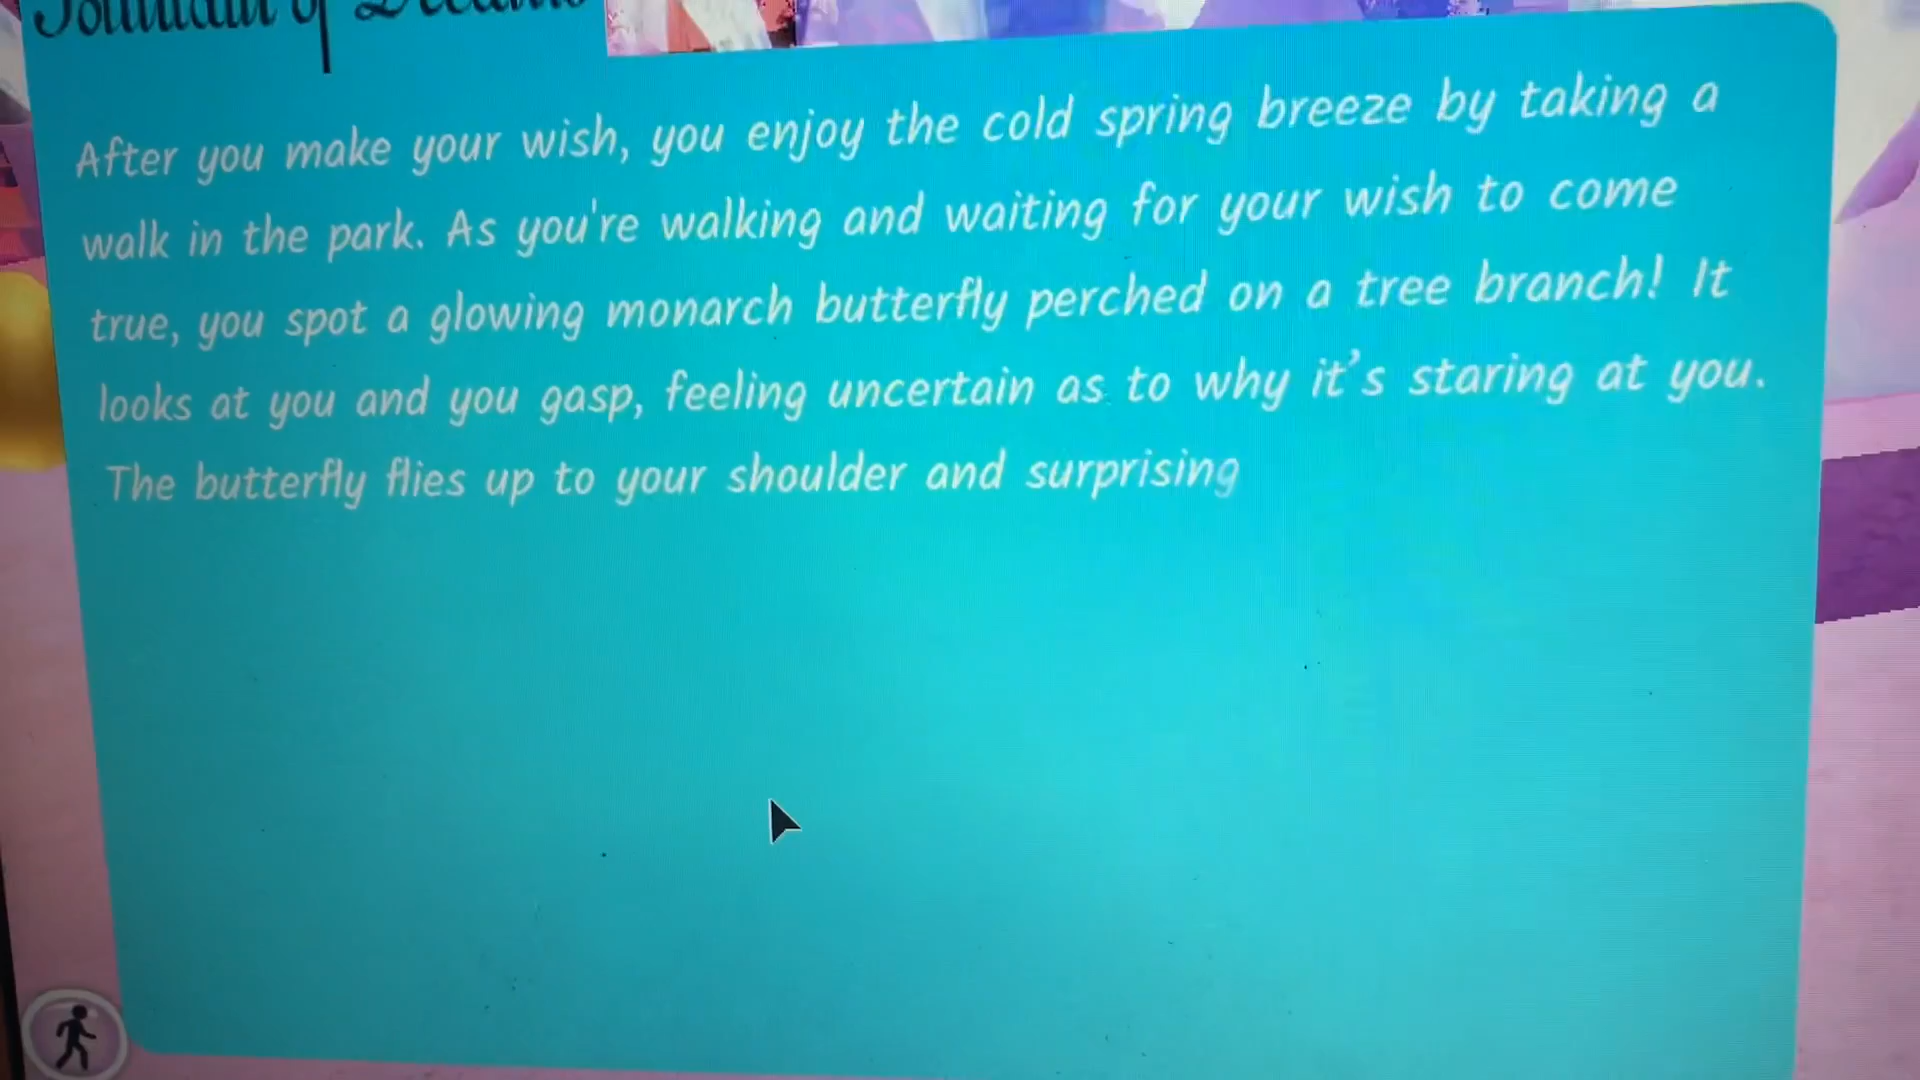 Fountain of Dreams
After you make your wish, you enjoy the cold spring breeze by taking a
walk in the park. As you're walking and waiting for your wish to come
true, you spot a glowing monarch butterfly perched on a tree branch! It
looks at you and you gasp, feeling uncertain as to why it’s staring at you.
The butterfly flies up to your shoulder and surprising